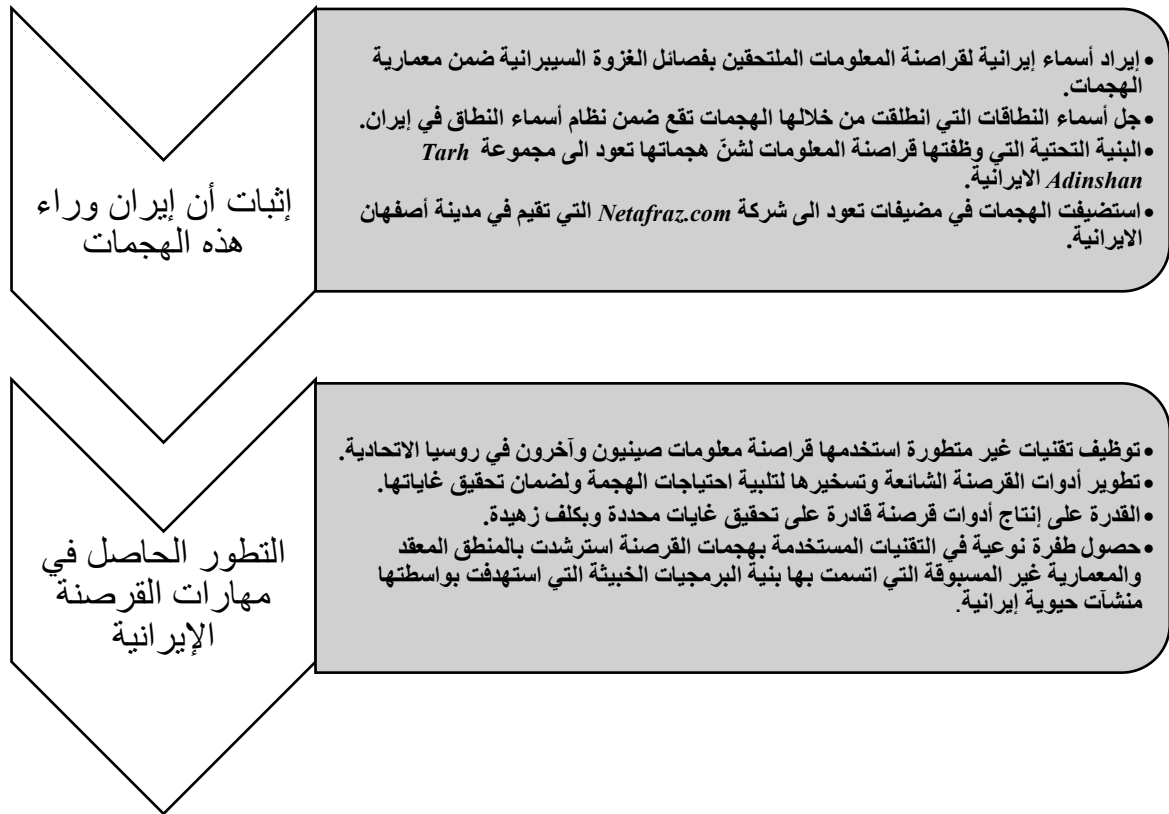 إثبات أن إيران وراء
هذه الهجمات
• إيراد أسماء إيرانية لقراصنة المعلومات الملتحقين بفصائل الغزوة السيبرانية ضمن معمارية
الهجمات.
• جل أسماء النطاقات التي انطلقت من خلالها الهجمات تقع ضمن نظام أسماء النطاق في إيران.
• البنية التحتية التي وظفتها قراصنة المعلومات لشنّ هجماتها تعود الى مجموعة Tarh
Adinshan الايرانية.
• استضيفت الهجمات في مضيفات تعود الى شركة Netafraz.com التي تقيم في مدينة أصفهان
الايرانية.
التطور الحاصل في
مهارات القرصنة
الإيرانية
• توظيف تقنيات غير متطورة استخدمها قراصنة معلومات صينيون وآخرون في روسيا الاتحادية.
• تطوير أدوات القرصنة الشائعة وتسخيرها لتلبية احتياجات الهجمة ولضمان تحقيق غاياتها.
• القدرة على إنتاج أدوات قرصنة قادرة على تحقيق غايات محددة وبكلف زهيدة.
• حصول طفرة نوعية في التقنيات المستخدمة بهجمات القرصنة استرشدت بالمنطق المعقد
والمعمارية غير المسبوقة التي اتسمت بها بنية البرمجيات الخبيثة التي استهدفت بواسطتها
منشآت حيوية إيرانية.